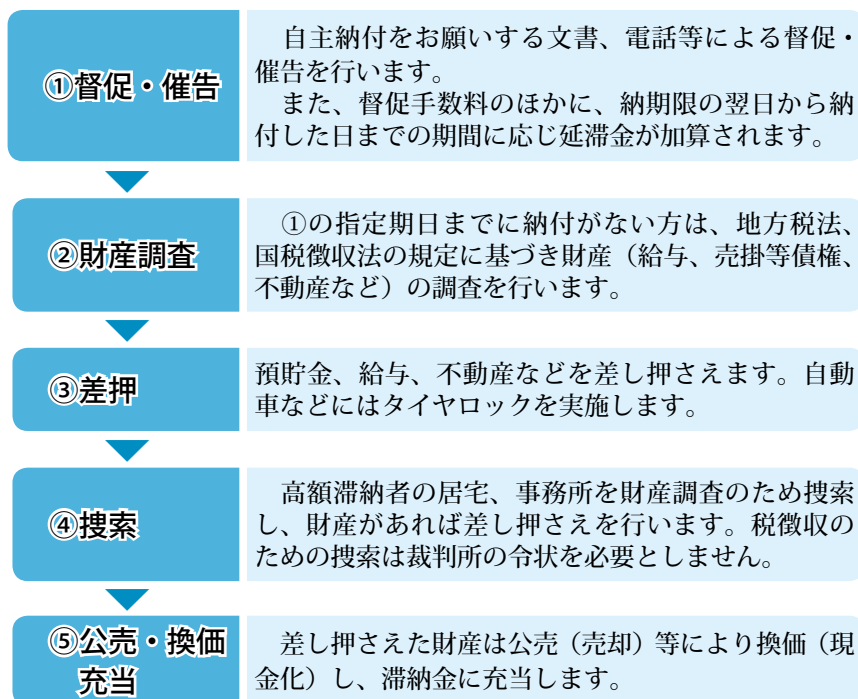 ①督促・催告
　自主納付をお願いする文書、電話等による督促・
催告を行います。
　また、督促手数料のほかに、納期限の翌日から納
付した日までの期間に応じ延滞金が加算されます。
②財産調査
　①の指定期日までに納付がない方は、地方税法、
国税徴収法の規定に基づき財産（給与、売掛等債権、
不動産など）の調査を行います。
③差押
預貯金、給与、不動産などを差し押さえます。自動
車などにはタイヤロックを実施します。
④捜索
　高額滞納者の居宅、事務所を財産調査のため捜索
し、財産があれば差し押さえを行います。税徴収の
ための捜索は裁判所の令状を必要としません。
⑤公売・換価
充当
　差し押さえた財産は公売（売却）等により換価（現
金化）し、滞納金に充当します。